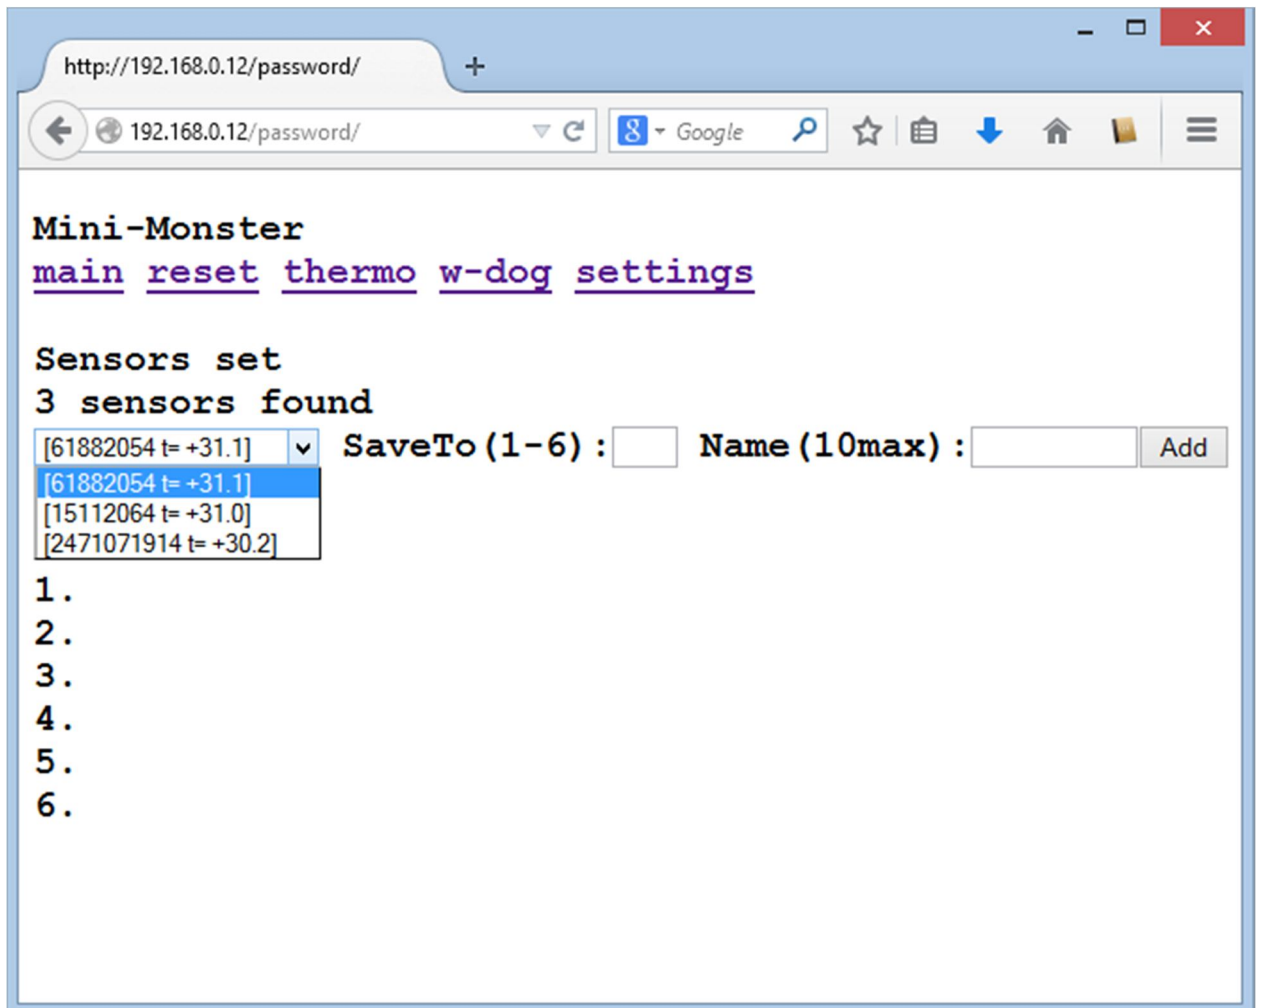 http://192.168.0.12/password/
192.168.0.12/password/ 8 Google
Mini-Monster
main reset thermo w-dog settings
Sensors set
3 sensors found
[61882054 t= +31.1] SaveTo(1-6): Name(10max): Add
[61882054 t= +31.1]
[15112064 t= +31.0]
[2471071914 t= +30.2]
1.
2.
3.
4.
5.
6.